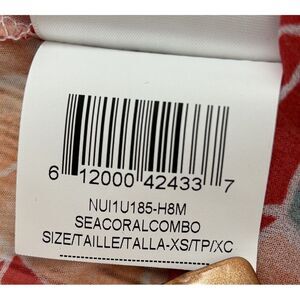 6 12000 42433 7
NUI1U185-H8M
SEACORALCOMBO
SIZE/TAILLE/TALLA-XS/TP/XC